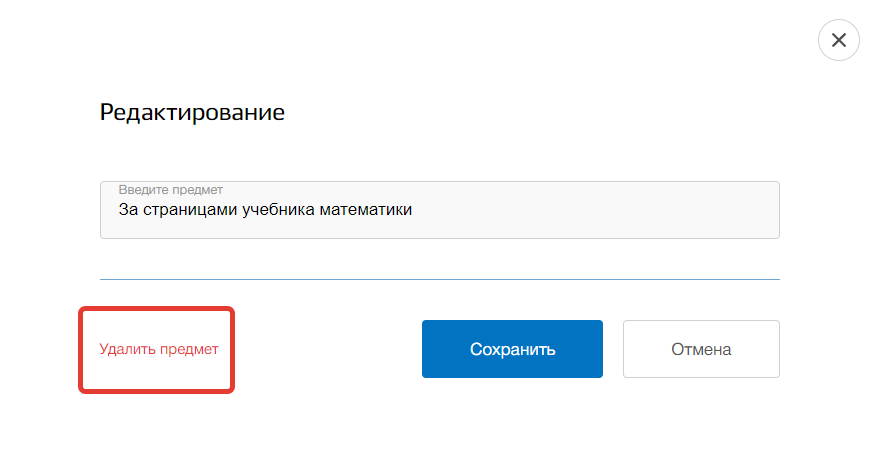 Редактирование
Введите предмет
За страницами учебника математики
Удалить предмет
Сохранить
Отмена